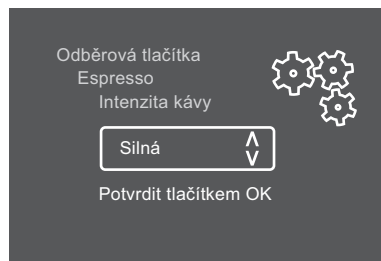 Odběrová tlačítka
Espresso
Intenzita kávy
Silná
Potvrdit tlačítkem OK